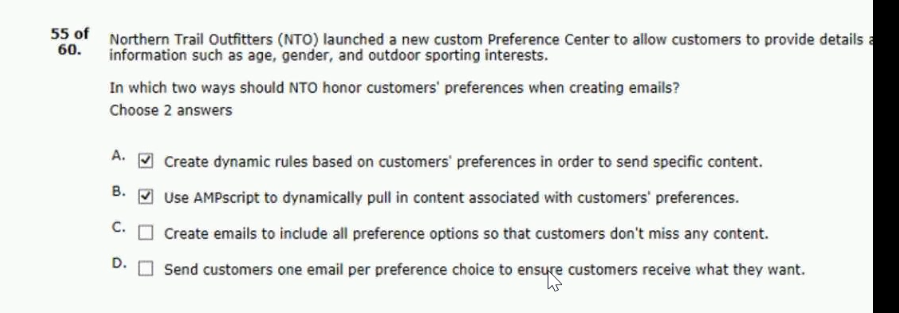 55 of
60.
Northern Trail Outfitters (NTO) launched a new custom Preference Center to allow customers to provide details
information such as age, gender, and outdoor sporting interests.
In which two ways should NTO honor customers' preferences when creating emails?
Choose 2 answers
A. Create dynamic rules based on customers' preferences in order to send specific content.
B. Use AMPscript to dynamically pull in content associated with customers' preferences.
C. Create emails to include all preference options so that customers don't miss any content.
D. Send customers one email per preference choice to ensure customers receive what they want.